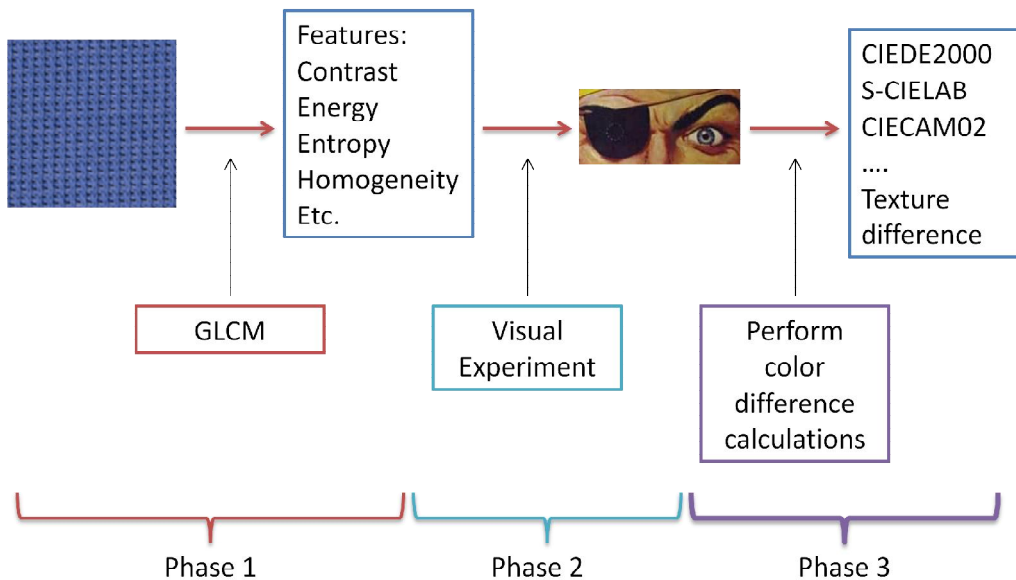 Features:
Contrast
Energy
Entropy
Homogeneity
Etc.
CIEDE2000
S-CIELAB
CIECAM02
....
Texture
difference
GLCM
Visual
Experiment
Perform
color
difference
calculations
Phase 1
Phase 2
Phase 3